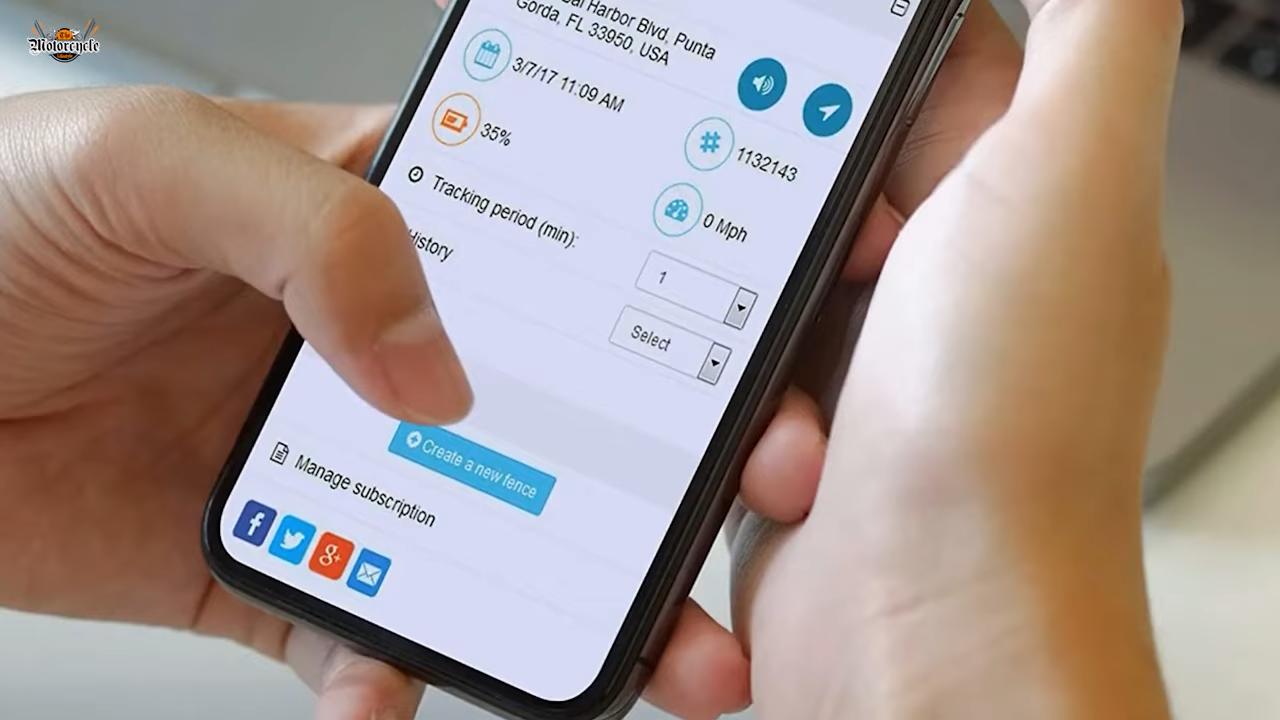 The
Motorcycle
Harbor Blvd, Punta
Gorda, FL 33950, USA
3/7/17 11:09 AM
35%
1132143
0 Mph
Tracking period (min):
1
History
Select
Create a new fence
Manage subscription
f
g+